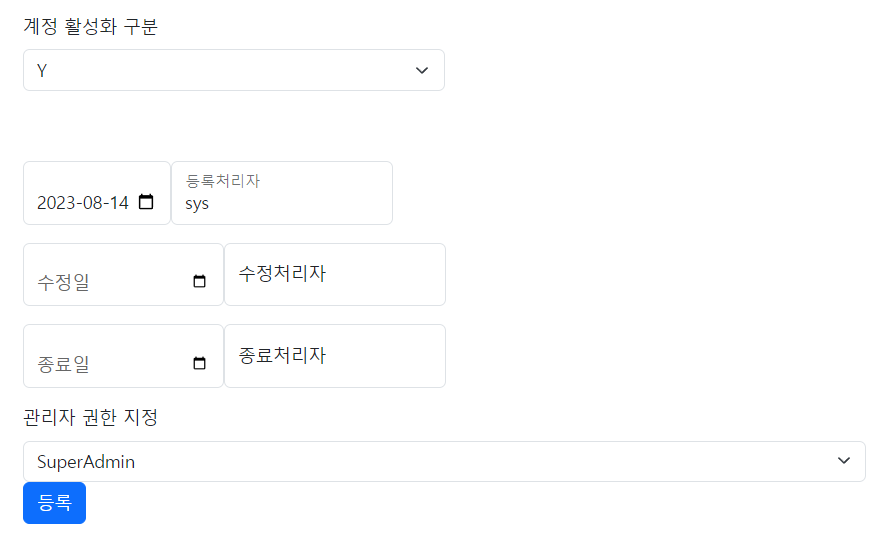 계정 활성화 구분
Y
등록처리자
2023-08-14 sys
수정일 수정처리자
종료일 종료처리자
관리자 권한 지정
SuperAdmin
등록